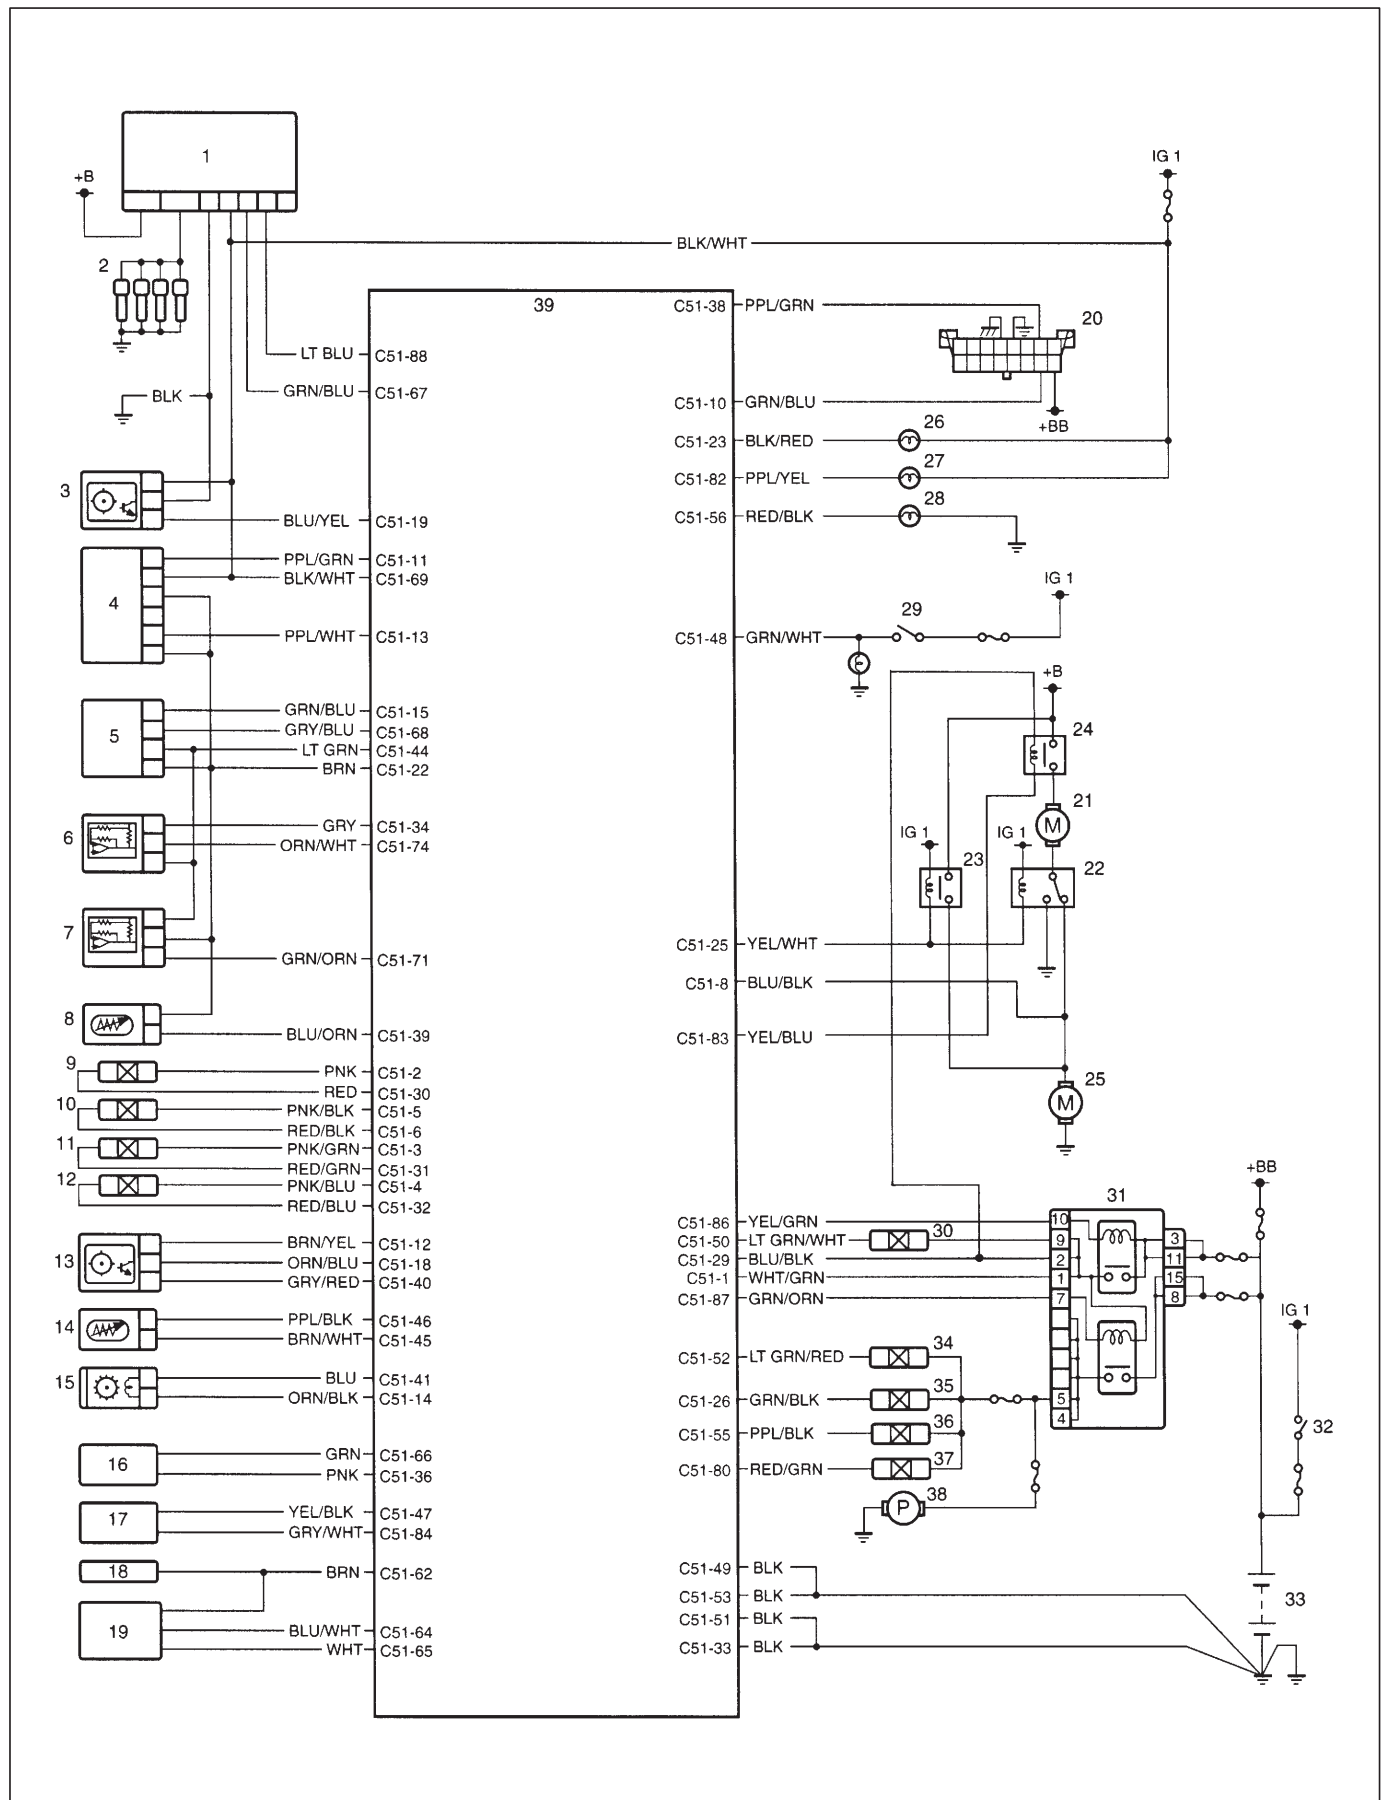 1
+B
IG 1
BLK/WHT
2
39
C51-38 PPL/GRN
20
LT BLU C51-88
GRN/BLU C51-67
BLK
C51-10 GRN/BLU
+BB
C51-23 BLK/RED
26
C51-82 PPL/YEL
27
C51-56 RED/BLK
28
3
BLU/YEL C51-19
4
PPL/GRN C51-11
BLK/WHT C51-69
PPL/WHT C51-13
IG 1
29
C51-48 GRN/WHT
+B
5
GRN/BLU C51-15
GRY/BLU C51-68
LT GRN C51-44
BRN C51-22
24
21
M
6
GRY C51-34
ORN/WHT C51-74
IG 1
23
IG 1
22
7
GRN/ORN C51-71
C51-25 YEL/WHT
C51-8 BLU/BLK
8
BLU/ORN C51-39
C51-83 YEL/BLU
9
PNK C51-2
RED C51-30
10
PNK/BLK C51-5
RED/BLK C51-6
11
PNK/GRN C51-3
RED/GRN C51-31
12
PNK/BLU C51-4
RED/BLU C51-32
25
M
+BB
31
13
BRN/YEL C51-12
ORN/BLU C51-18
GRY/RED C51-40
C51-86 YEL/GRN
10
C51-50 LT GRN/WHT
30
9
3
C51-29 BLU/BLK
2
11
C51-1 WHT/GRN
1
15
C51-87 GRN/ORN
7
8
IG 1
14
PPL/BLK C51-46
BRN/WHT C51-45
15
BLU C51-41
ORN/BLK C51-14
C51-52 LT GRN/RED
34
C51-26 GRN/BLK
35
5
4
C51-55 PPL/BLK
36
32
16
GRN C51-66
PNK C51-36
C51-80 RED/GRN
37
P
38
17
YEL/BLK C51-47
GRY/WHT C51-84
18
BRN C51-62
19
BLU/WHT C51-64
WHT C51-65
C51-49 BLK
C51-53 BLK
C51-51 BLK
C51-33 BLK
33